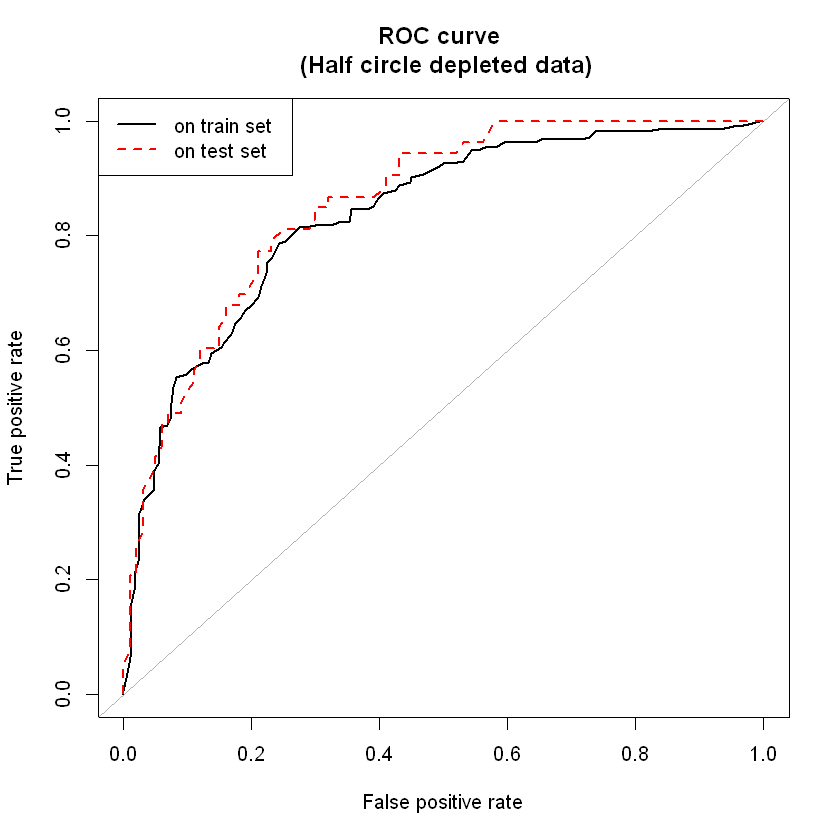 ROC curve
(Half circle depleted data)
on train set
on test set
True positive rate
0.0 0.2 0.4 0.6 0.8 1.0
0.0 0.2 0.4 0.6 0.8 1.0
False positive rate